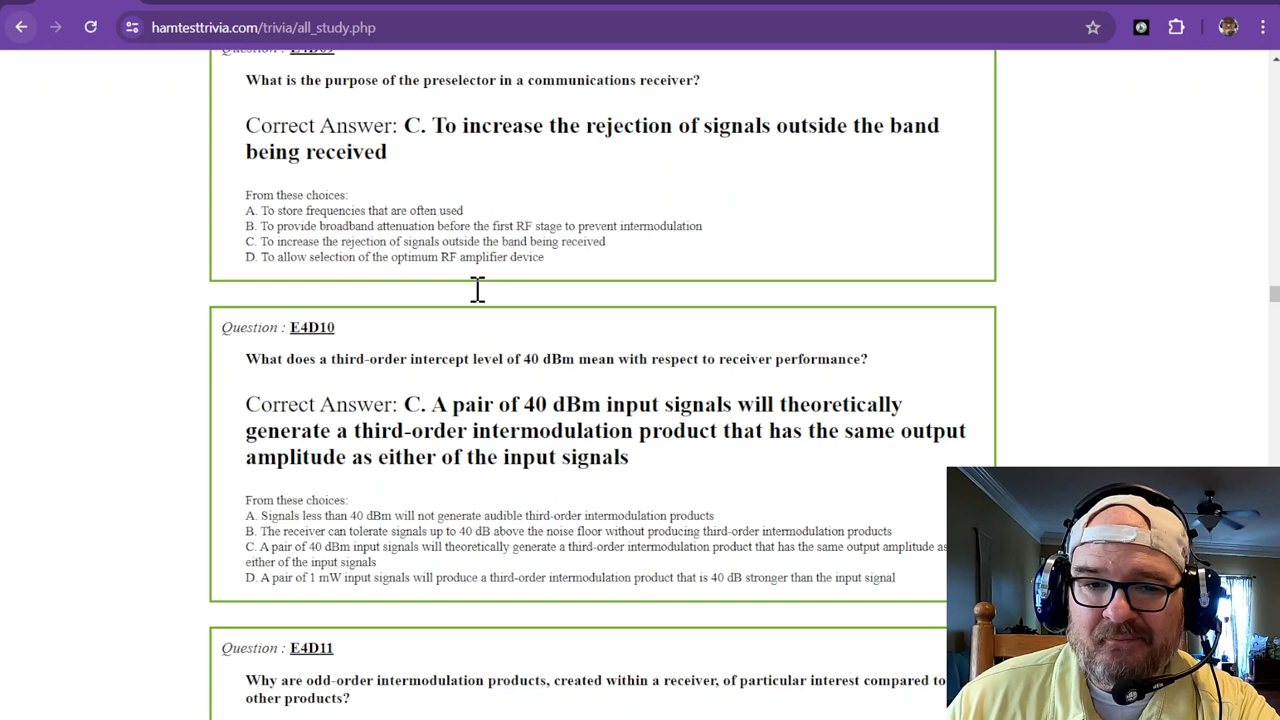 hamtesttrivia.com/trivia/all_study.php
Question : E4D09
What is the purpose of the preselector in a communications receiver?
Correct Answer: C. To increase the rejection of signals outside the band
being received
From these choices:
A. To store frequencies that are often used
B. To provide broadband attenuation before the first RF stage to prevent intermodulation
C. To increase the rejection of signals outside the band being received
D. To allow selection of the optimum RF amplifier device
Question : E4D10
What does a third-order intercept level of 40 dBm mean with respect to receiver performance?
Correct Answer: C. A pair of 40 dBm input signals will theoretically
generate a third-order intermodulation product that has the same output
amplitude as either of the input signals
From these choices:
A. Signals less than 40 dBm will not generate audible third-order intermodulation products
B. The receiver can tolerate signals up to 40 dB above the noise floor without producing third-order intermodulation products
C. A pair of 40 dBm input signals will theoretically generate a third-order intermodulation product that has the same output amplitude as
either of the input signals
D. A pair of 1 mW input signals will produce a third-order intermodulation product that is 40 dB stronger than the input signal
Question : E4D11
Why are odd-order intermodulation products, created within a receiver, of particular interest compared to
other products?